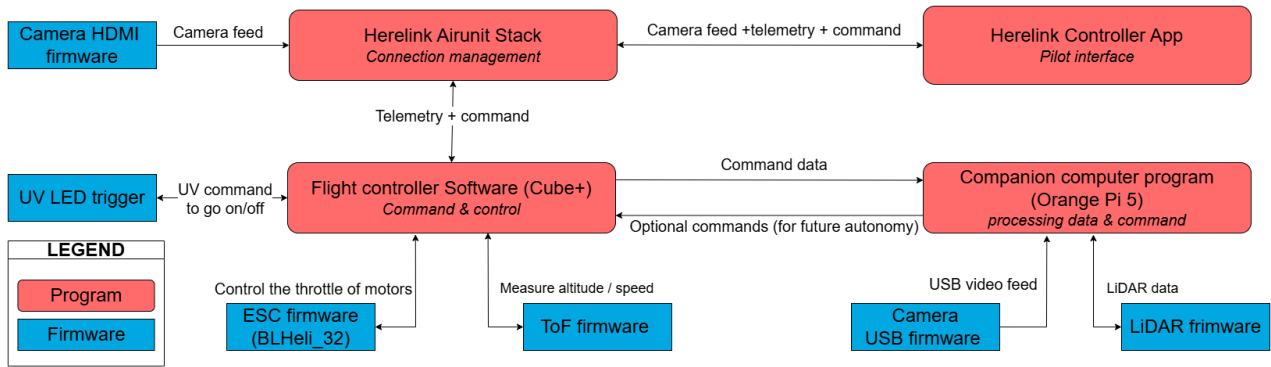 Camera HDMI
firmware
Camera feed
Herelink Airunit Stack
Connection management
Camera feed +telemetry + command
Herelink Controller App
Pilot interface
Telemetry + command
UV LED trigger
UV command
to go on/off
Flight controller Software (Cube+)
Command & control
Command data
Optional commands (for future autonomy)
Companion computer program
(Orange Pi 5)
processing data & command
LEGEND
Program
Firmware
Control the throttle of motors
ESC firmware
(BLHeli_32)
Measure altitude / speed
ToF firmware
USB video feed
Camera
USB firmware
LiDAR data
LiDAR frimware